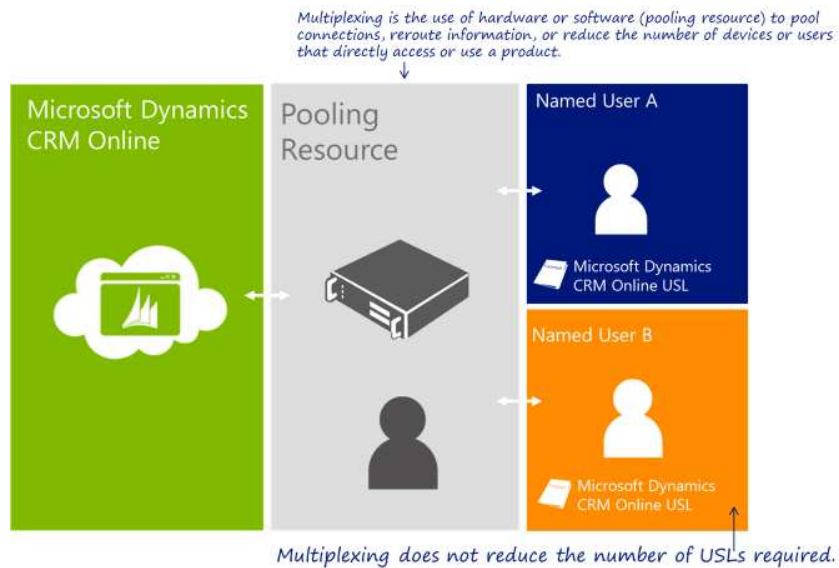 Multiplexing is the use of hardware or software (pooling resource) to pool
connections, reroute information, or reduce the number of devices or users
that directly access or use a product.
Microsoft Dynamics
CRM Online
Pooling
Resource
Named User A
Microsoft Dynamics
CRM Online USL
Named User B
Microsoft Dynamics
CRM Online USL
Multiplexing does not reduce the number of USLs required.